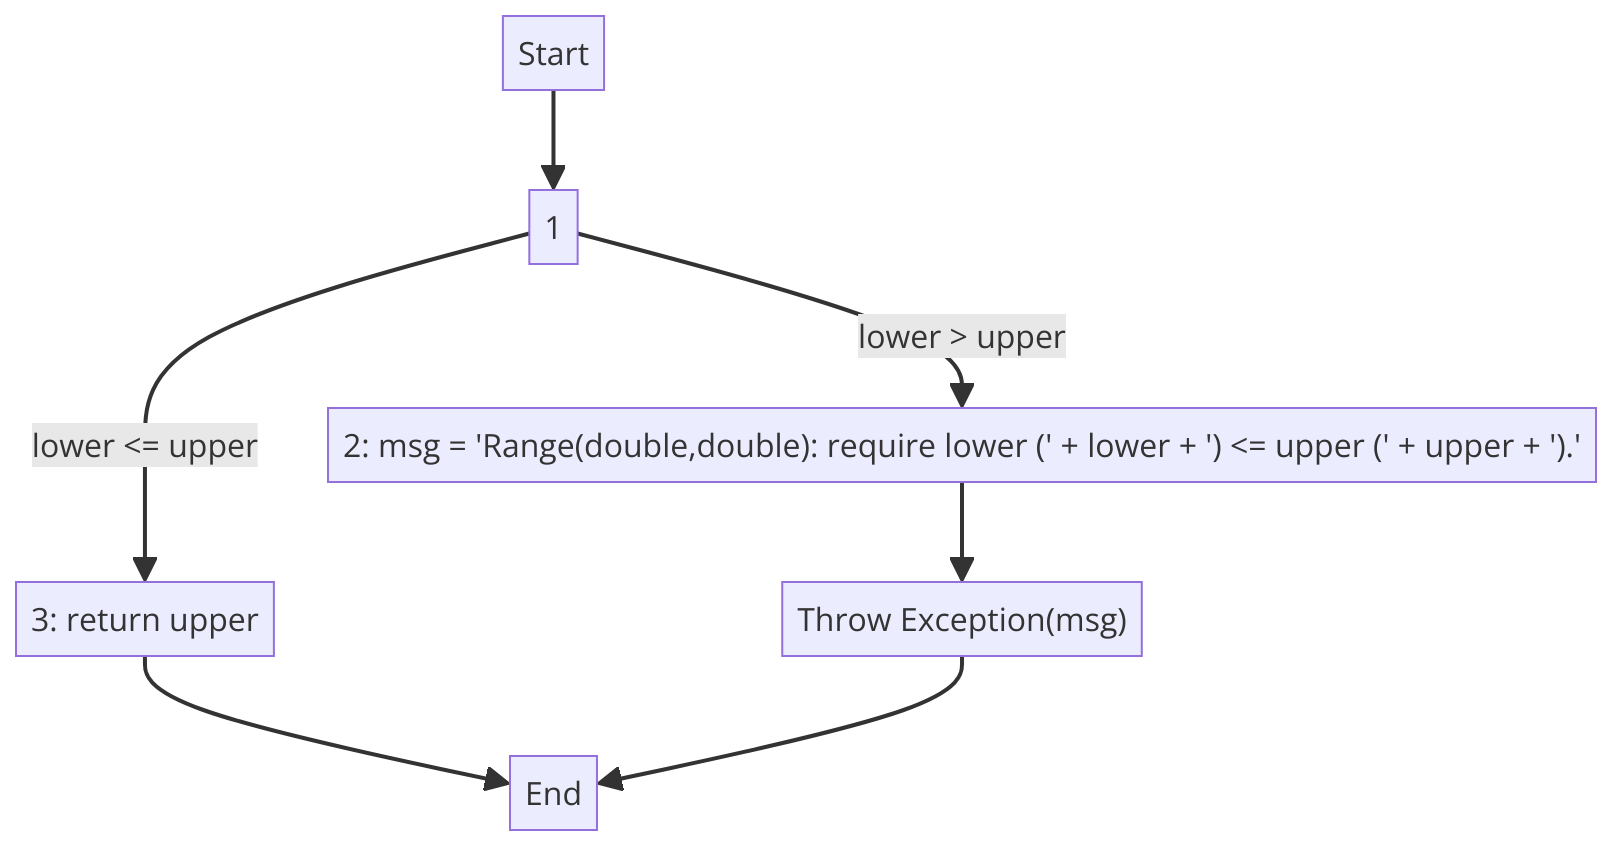 Start
1
lower > upper
lower <= upper
2: msg = 'Range(double,double): require lower (' + lower + ') <= upper (' + upper + ').'
3: return upper
Throw Exception(msg)
End